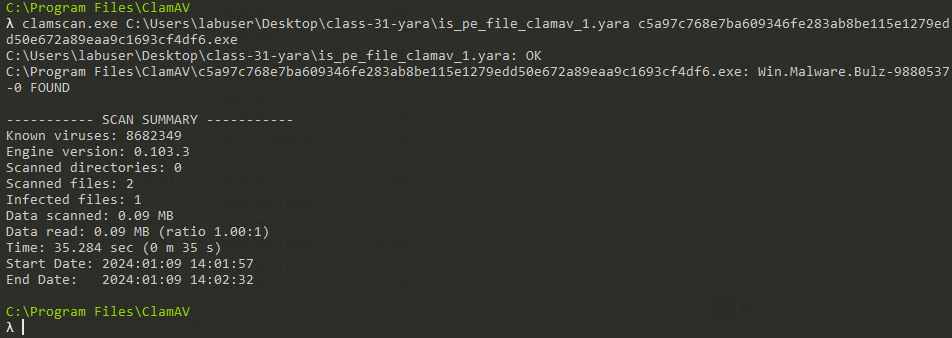 C:\Program Files\ClamAV
λ clamscan.exe C:\Users\labuser\Desktop\class-31-yara\is_pe_file_clamav_1.yara c5a97c768e7ba609346fe283ab8be115e1279ed
d50e672a89eaa9c1693cf4df6.exe
C:\Users\labuser\Desktop\class-31-yara\is_pe_file_clamav_1.yara: OK
C:\Program Files\ClamAV\c5a97c768e7ba609346fe283ab8be115e1279edd50e672a89eaa9c1693cf4df6.exe: Win.Malware.Bulz-9880537
-0 FOUND
----------- SCAN SUMMARY -----------
Known viruses: 8682349
Engine version: 0.103.3
Scanned directories: 0
Scanned files: 2
Infected files: 1
Data scanned: 0.09 MB
Data read: 0.09 MB (ratio 1.00:1)
Time: 35.284 sec (0 m 35 s)
Start Date: 2024:01:09 14:01:57
End Date:   2024:01:09 14:02:32
C:\Program Files\ClamAV
λ